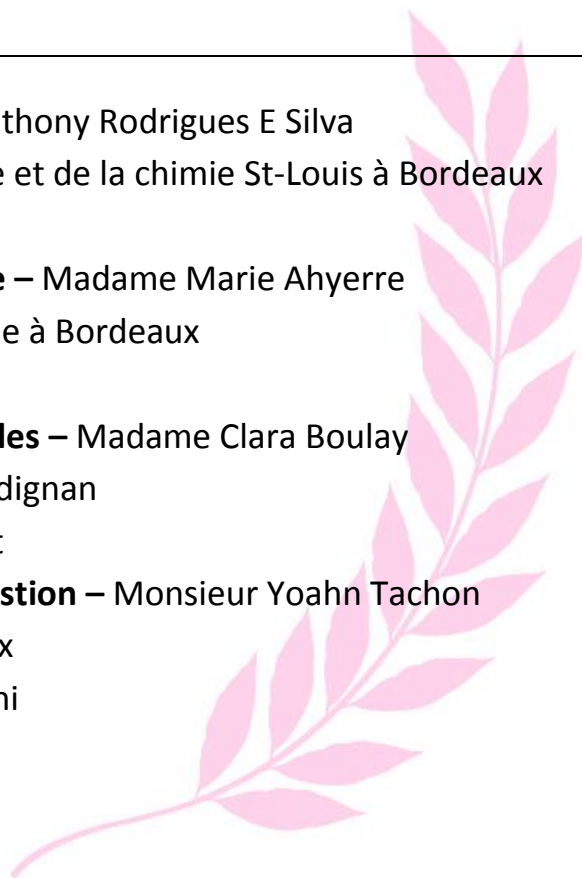 thony Rodrigues E Silva
e et de la chimie St-Louis à Bordeaux
e – Madame Marie Ahyerre
e à Bordeaux
les – Madame Clara Boulay
dignan
t
stion – Monsieur Yoahn Tachon
x
ni